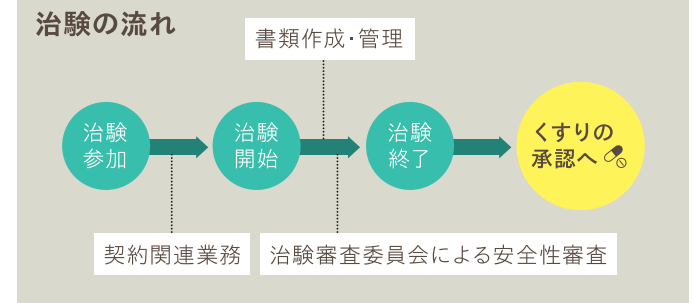 治験の流れ
書類作成・管理
治験
参加
治験
開始
治験
終了
くすりの
承認へ
契約関連業務
治験審査委員会による安全性審査